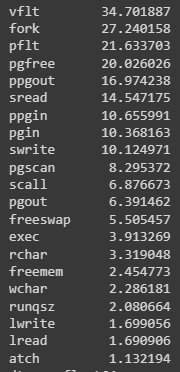 vflt 34.701887
fork 27.240158
pflt 21.633703
pgfree 20.026026
ppgout 16.974238
sread 14.547175
ppgin 10.655991
pgin 10.368163
swrite 10.124971
pgscan 8.295372
scall 6.876673
pgout 6.391462
freeswap 5.505457
exec 3.913269
rchar 3.319048
freemem 2.454773
wchar 2.286181
runqsz 2.080664
lwrite 1.699056
lread 1.690906
atch 1.132194